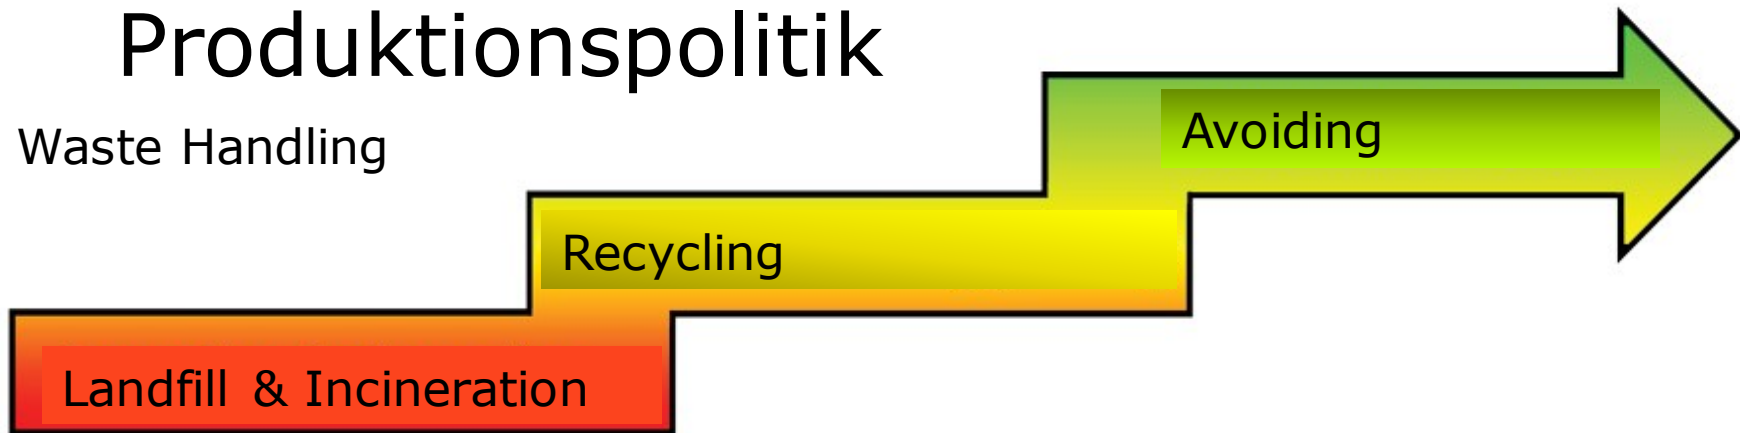 Produktionspolitik
Waste Handling
Avoiding
Recycling
Landfill & Incineration